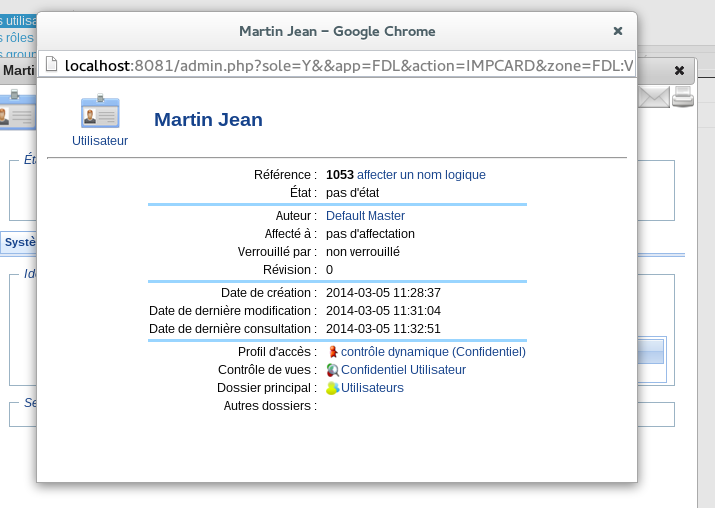 Martin Jean - Google Chrome
localhost:8081/admin.php?sole=Y&&app=FDL&action=IMPCARD&zone=FDL:V
s utilisa
s rôles
s group
Marti
Utilisateur
Martin Jean
Référence : 1053 affecter un nom logique
État : pas d'état
Auteur : Default Master
Affecté à : pas d'affectation
Verrouillé par : non verrouillé
Révision : 0
Date de création : 2014-03-05 11:28:37
Date de dernière modification : 2014-03-05 11:31:04
Date de dernière consultation : 2014-03-05 11:32:51
Profil d'accès : contrôle dynamique (Confidentiel)
Contrôle de vues : Confidentiel Utilisateur
Dossier principal : Utilisateurs
Autres dossiers :
Éta
Systè
Ide
Se